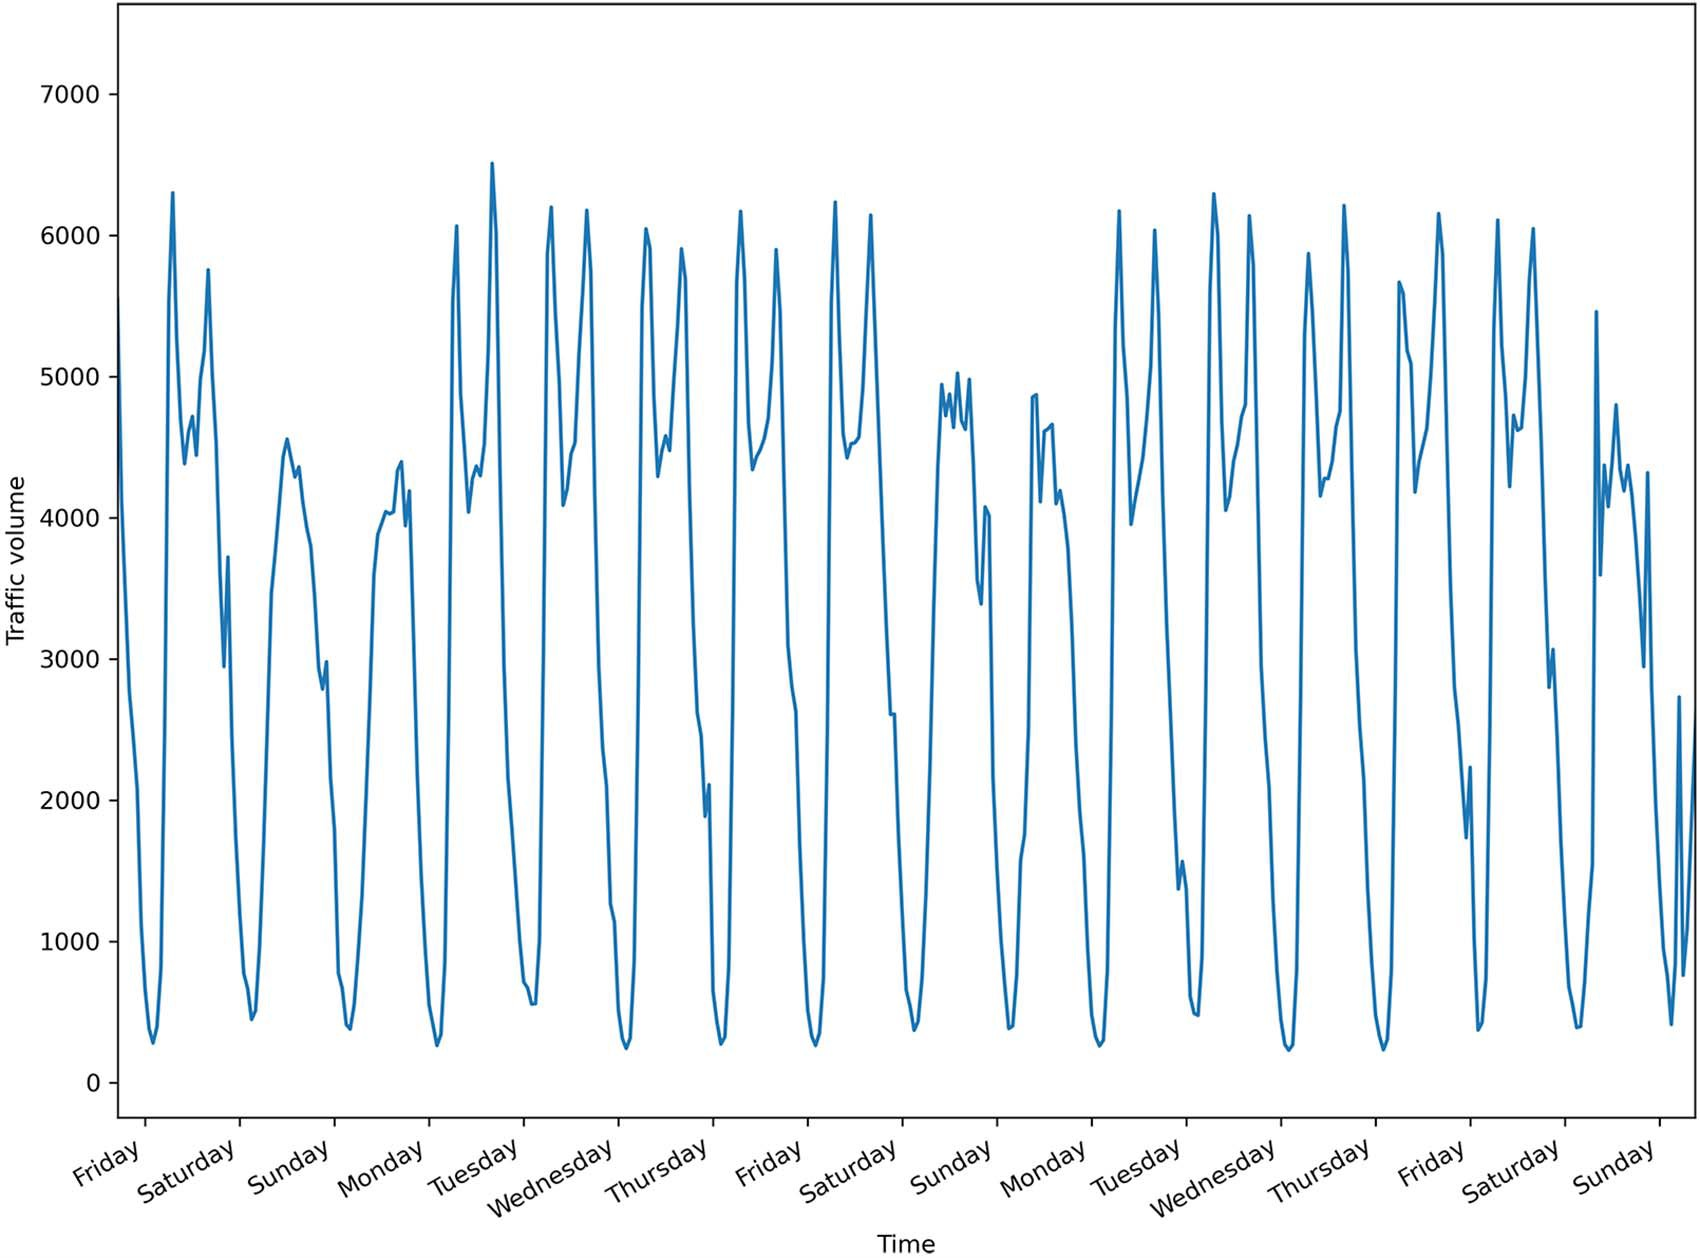 7000
6000
5000
4000
3000
2000
1000
0
Traffic volume
Friday
Saturday
Sunday
Monday
Tuesday
Wednesday
Thursday
Friday
Saturday
Sunday
Monday
Tuesday
Wednesday
Thursday
Friday
Saturday
Sunday
Time